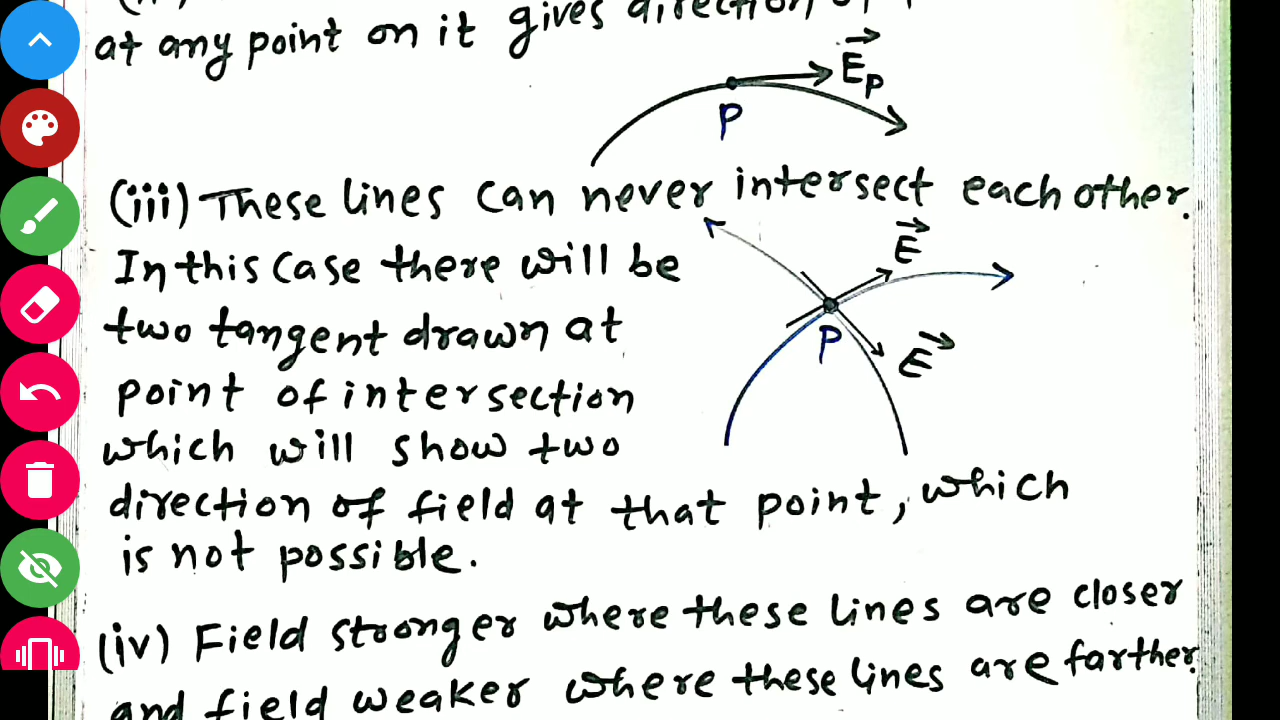 at any point on it gives direction of
E⃗p
P
(iii) These lines can never intersect each other.
In this case there will be
two tangent drawn at
point of intersection
which will show two
direction of field at that point, which
is not possible.
E⃗
P
E⃗
(iv) Field stronger where these lines are closer
and field weaker where these lines are farther.